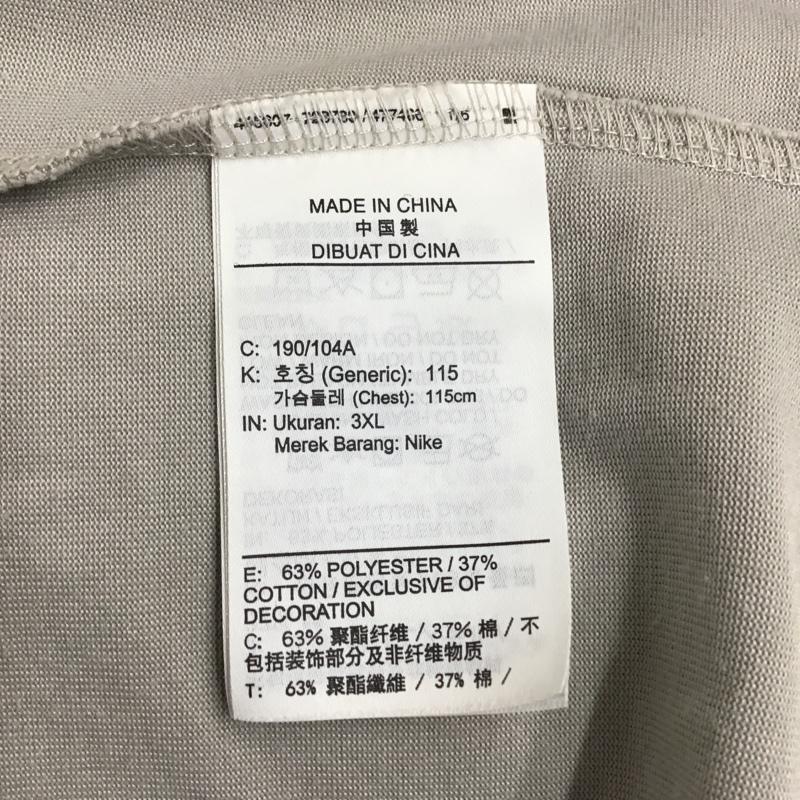 MADE IN CHINA
中国製
DIBUAT DI CINA
C: 190/104A
K: 호칭 (Generic): 115
가슴둘레 (Chest): 115cm
IN: Ukuran: 3XL
Merek Barang: Nike
E: 63% POLYESTER / 37%
COTTON / EXCLUSIVE OF
DECORATION
C: 63% 聚酯纤维 / 37% 棉 / 不
包括装饰部分及非纤维物质
T: 63% 聚酯纖維 / 37% 棉 /